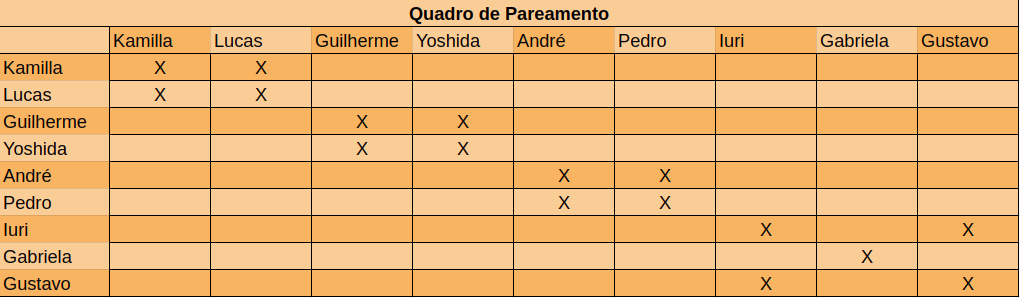 Quadro de Pareamento
Kamilla Lucas Guilherme Yoshida André Pedro Iuri Gabriela Gustavo
Kamilla X X
Lucas X X
Guilherme X X
Yoshida X X
André X X
Pedro X X
Iuri X X
Gabriela X
Gustavo X X